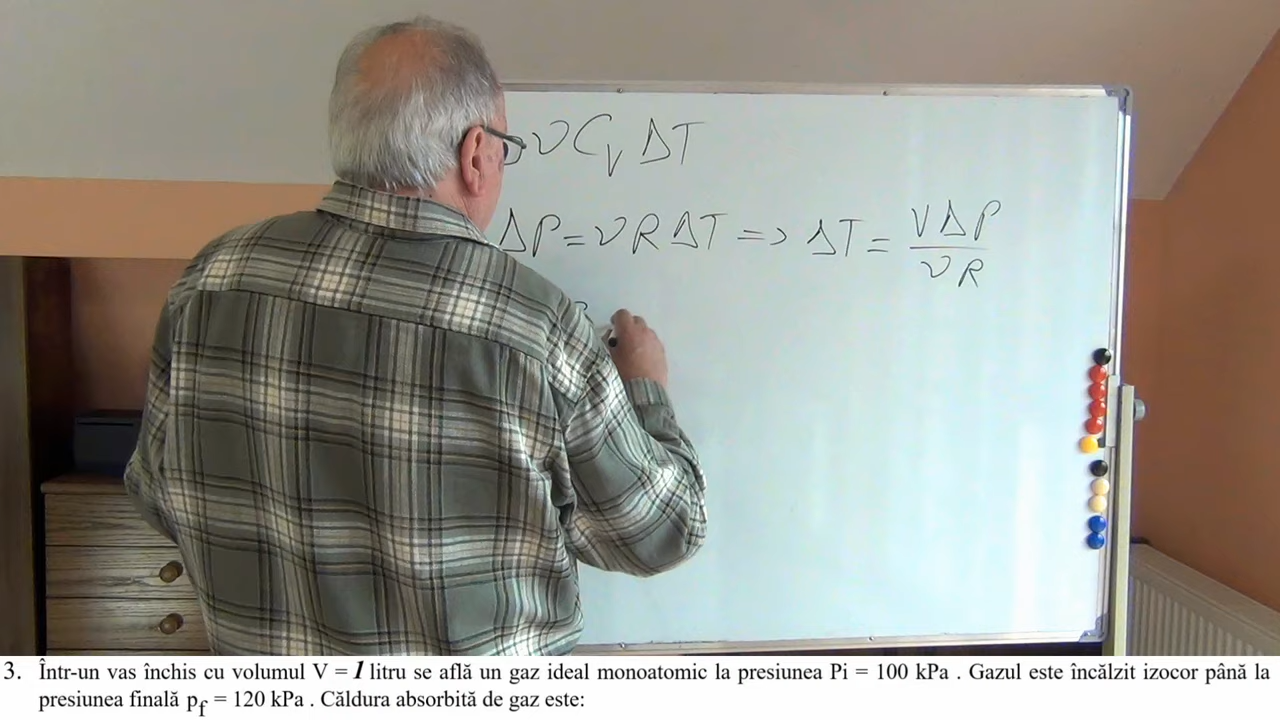 νC_V ΔT
ΔP = νRΔT => ΔT = VΔP / νR
3. Într-un vas închis cu volumul V = 1 litru se află un gaz ideal monoatomic la presiunea Pi = 100 kPa . Gazul este încălzit izocor până la
presiunea finală p_f = 120 kPa . Căldura absorbită de gaz este: